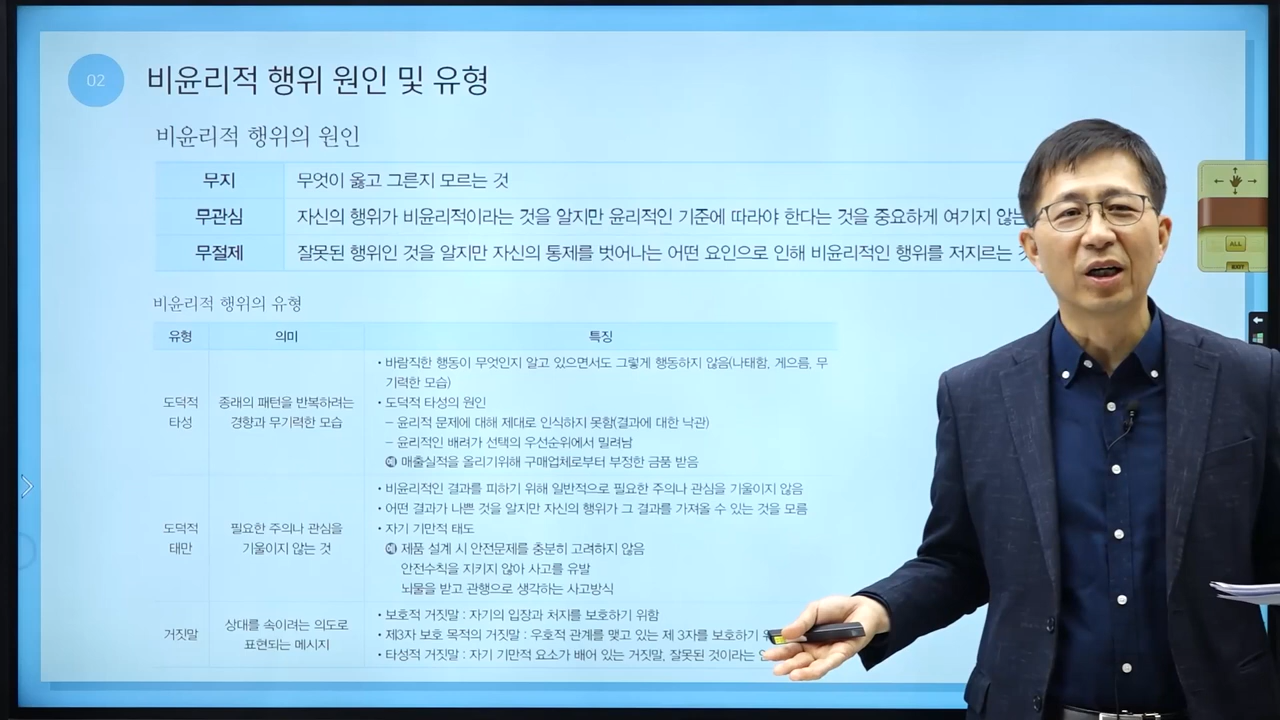 02
비윤리적 행위 원인 및 유형
비윤리적 행위의 원인
무지 무엇이 옳고 그른지 모르는 것
무관심 자신의 행위가 비윤리적이라는 것을 알지만 윤리적인 기준에 따라야 한다는 것을 중요하게 여기지 않는
무절제 잘못된 행위인 것을 알지만 자신의 통제를 벗어나는 어떤 요인으로 인해 비윤리적인 행위를 저지르는
비윤리적 행위의 유형
유형 의미 특징
도덕적
타성
종래의 패턴을 반복하려는
경향과 무기력한 모습
• 바람직한 행동이 무엇인지 알고 있으면서도 그렇게 행동하지 않음(나태함, 게으름, 무
기력한 모습)
• 도덕적 타성의 원인
– 윤리적 문제에 대해 제대로 인식하지 못함(결과에 대한 낙관)
– 윤리적인 배려가 선택의 우선순위에서 밀려남
예 매출실적을 올리기위해 구매업체로부터 부정한 금품 받음
도덕적
태만
필요한 주의나 관심을
기울이지 않는 것
• 비윤리적인 결과를 피하기 위해 일반적으로 필요한 주의나 관심을 기울이지 않음
• 어떤 결과가 나쁜 것을 알지만 자신의 행위가 그 결과를 가져올 수 있는 것을 모름
• 자기 기만적 태도
예 제품 설계 시 안전문제를 충분히 고려하지 않음
안전수칙을 지키지 않아 사고를 유발
뇌물을 받고 관행으로 생각하는 사고방식
거짓말
상대를 속이려는 의도로
표현되는 메시지
• 보호적 거짓말 : 자기의 입장과 처자를 보호하기 위함
• 제3자 보호 목적의 거짓말 : 우호적 관계를 맺고 있는 제 3자를 보호하기
• 타성적 거짓말 : 자기 기만적 요소가 배어 있는 거짓말, 잘못된 것이라는
ALL
EXIT